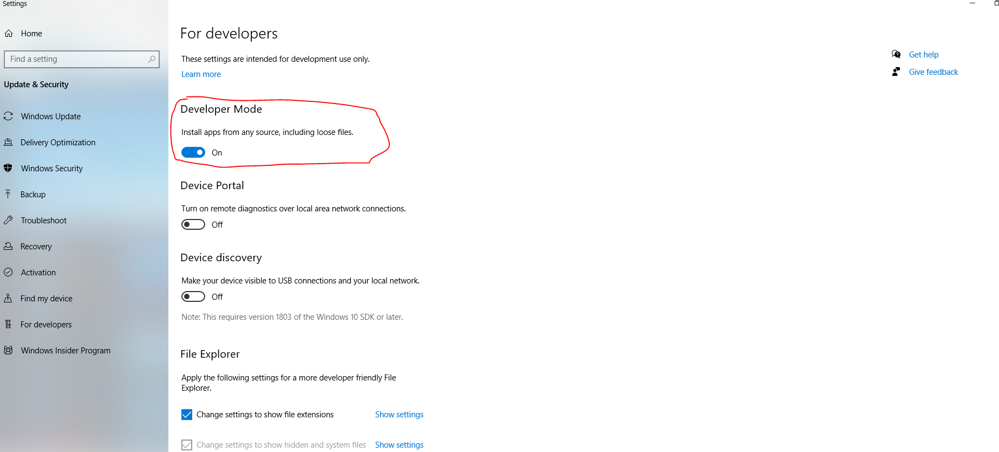 Settings
Home
Find a setting
Update & Security
Windows Update
Delivery Optimization
Windows Security
Backup
Troubleshoot
Recovery
Activation
Find my device
For developers
Windows Insider Program
For developers
These settings are intended for development use only.
Learn more
Developer Mode
Install apps from any source, including loose files.
On
Device Portal
Turn on remote diagnostics over local area network connections.
Off
Device discovery
Make your device visible to USB connections and your local network.
Off
Note: This requires version 1803 of the Windows 10 SDK or later.
File Explorer
Apply the following settings for a more developer friendly File
Explorer.
Change settings to show file extensions Show settings
Change settings to show hidden and system files Show settings
Get help
Give feedback